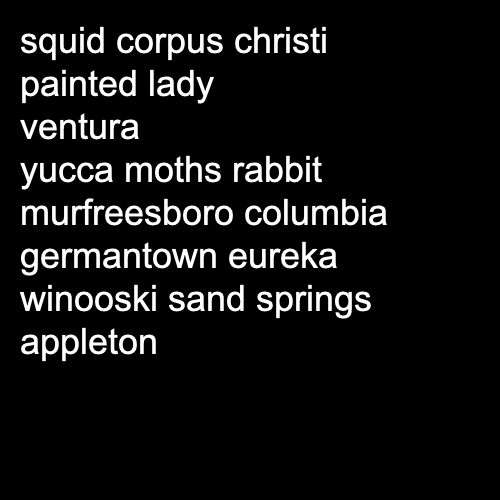 squid corpus christi
painted lady
ventura
yucca moths rabbit
murfreesboro columbia
germantown eureka
winooski sand springs
appleton